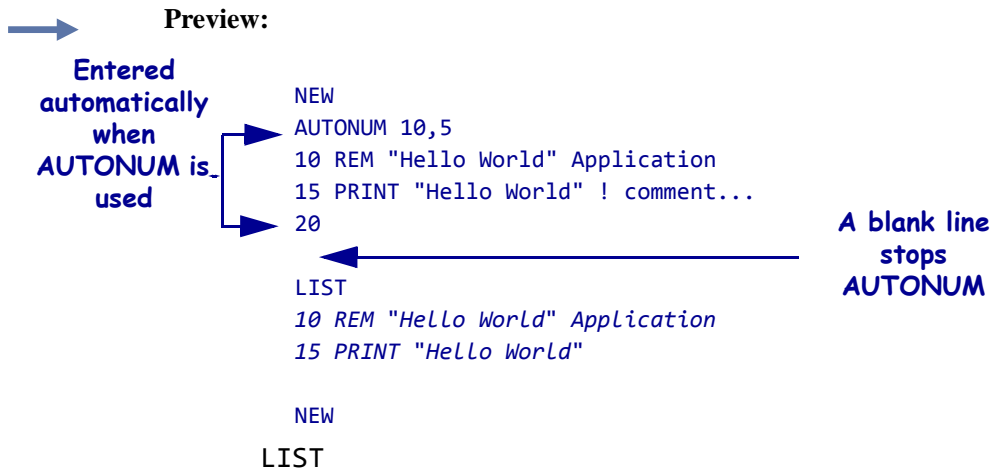 Preview:
Entered
automatically
when
AUTONUM is
used
NEW
AUTONUM 10,5
10 REM "Hello World" Application
15 PRINT "Hello World" ! comment...
20
A blank line
stops
AUTONUM
LIST
10 REM "Hello World" Application
15 PRINT "Hello World"
NEW
LIST